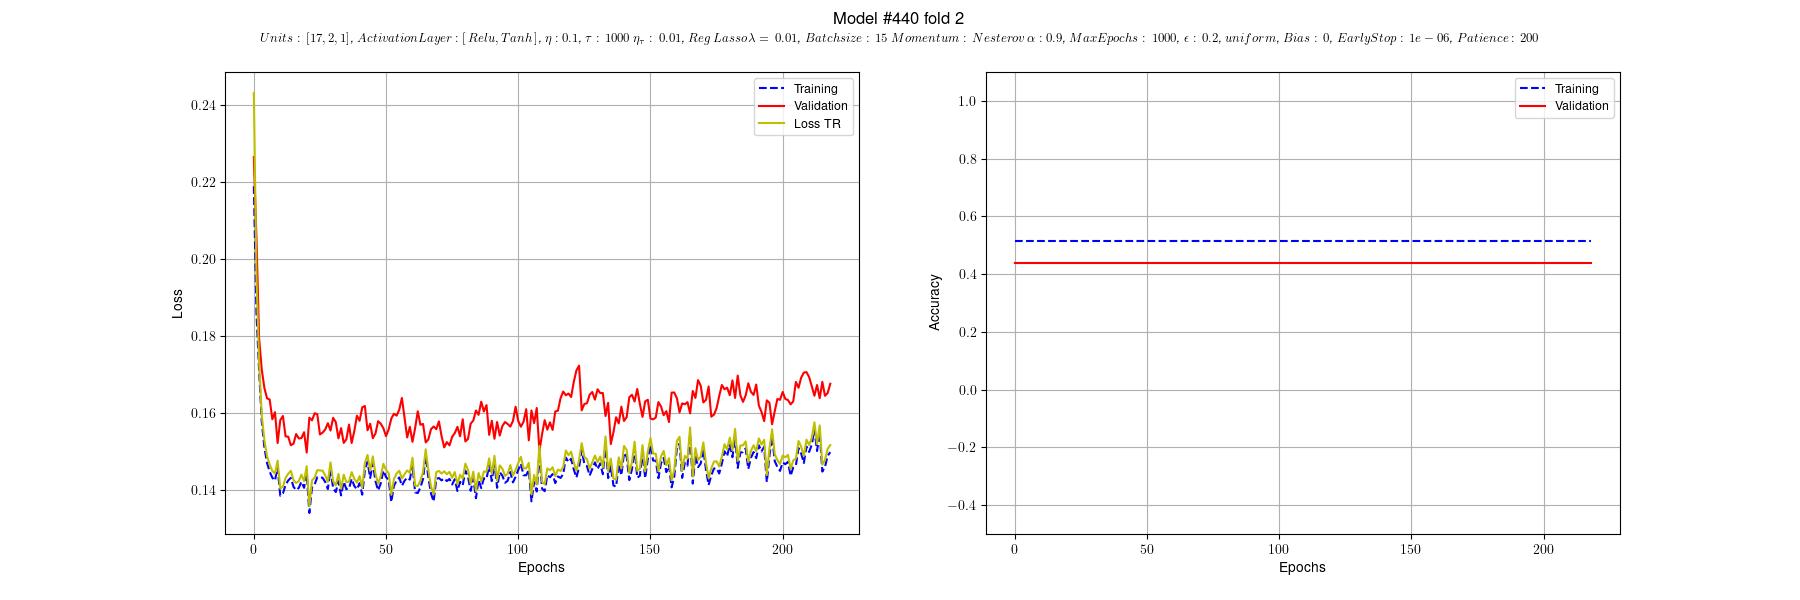 Model #440 fold 2
Units : [17, 2, 1], ActivationLayer : [ Relu, Tanh ], η : 0.1, τ : 1000 η_τ : 0.01, Reg Lasso λ = 0.01, Batchsize : 15 Momentum : Nesterov α : 0.9, MaxEpochs : 1000, ϵ : 0.2, uniform, Bias : 0, EarlyStop : 1e − 06, Patience : 200
Training
Validation
Loss TR
0.24
0.22
0.20
0.18
0.16
0.14
Loss
0 50 100 150 200
Epochs
Training
Validation
1.0
0.8
0.6
0.4
0.2
0.0
−0.2
−0.4
Accuracy
0 50 100 150 200
Epochs